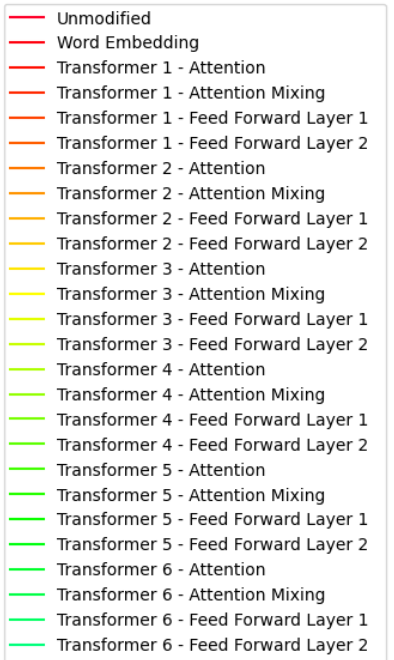 Unmodified
Word Embedding
Transformer 1 - Attention
Transformer 1 - Attention Mixing
Transformer 1 - Feed Forward Layer 1
Transformer 1 - Feed Forward Layer 2
Transformer 2 - Attention
Transformer 2 - Attention Mixing
Transformer 2 - Feed Forward Layer 1
Transformer 2 - Feed Forward Layer 2
Transformer 3 - Attention
Transformer 3 - Attention Mixing
Transformer 3 - Feed Forward Layer 1
Transformer 3 - Feed Forward Layer 2
Transformer 4 - Attention
Transformer 4 - Attention Mixing
Transformer 4 - Feed Forward Layer 1
Transformer 4 - Feed Forward Layer 2
Transformer 5 - Attention
Transformer 5 - Attention Mixing
Transformer 5 - Feed Forward Layer 1
Transformer 5 - Feed Forward Layer 2
Transformer 6 - Attention
Transformer 6 - Attention Mixing
Transformer 6 - Feed Forward Layer 1
Transformer 6 - Feed Forward Layer 2